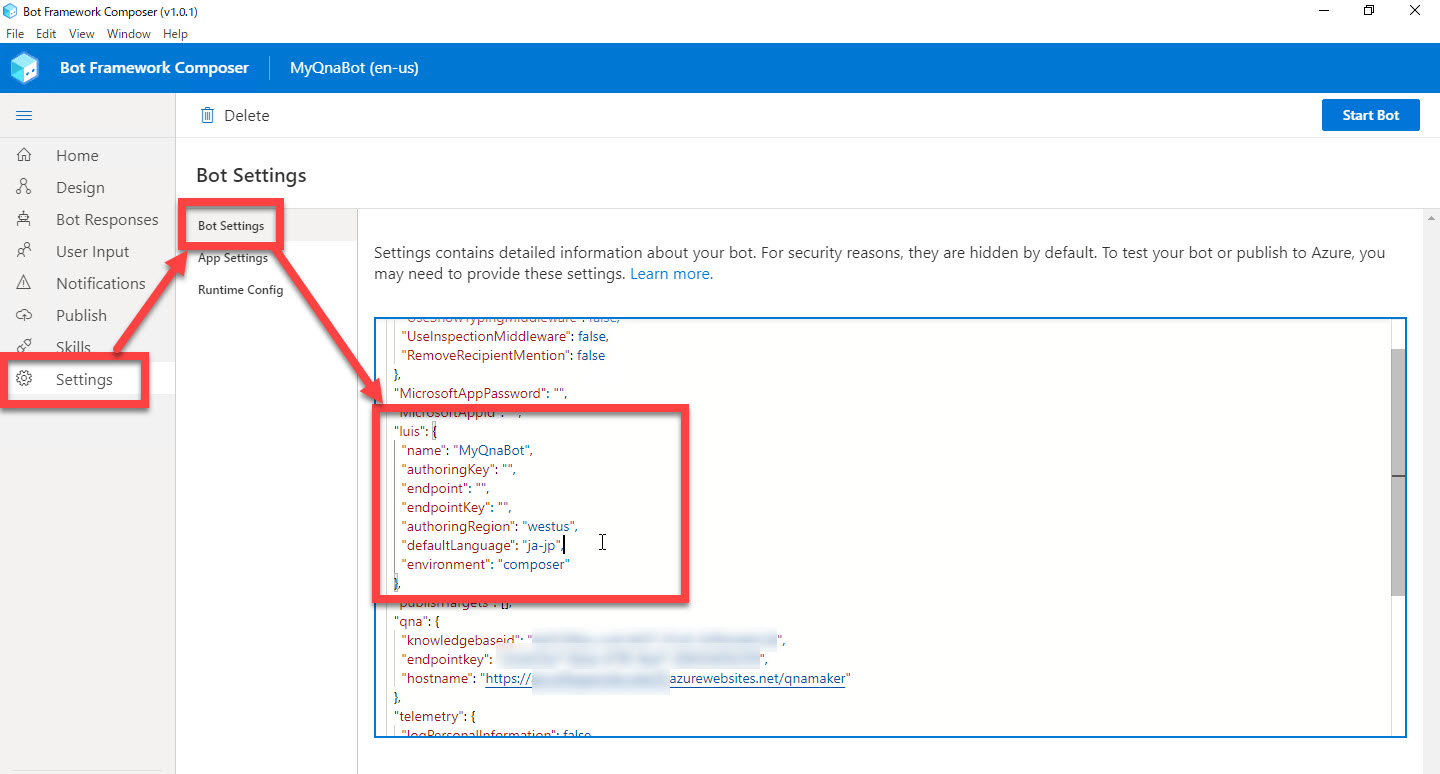 Bot Framework Composer (v1.0.1)
File Edit View Window Help
Bot Framework Composer MyQnaBot (en-us)
Delete
Start Bot
Home
Design
Bot Responses
User Input
Notifications
Publish
Skills
Settings
Bot Settings
Bot Settings
App Settings
Runtime Config
Settings contains detailed information about your bot. For security reasons, they are hidden by default. To test your bot or publish to Azure, you
may need to provide these settings. Learn more.
"UseShowTypingMiddleware": false,
"UseInspectionMiddleware": false,
"RemoveRecipientMention": false
},
"MicrosoftAppPassword": "",
"MicrosoftAppId": "",
"luis": {
"name": "MyQnaBot",
"authoringKey": "",
"endpoint": "",
"endpointKey": "",
"authoringRegion": "westus",
"defaultLanguage": "ja-jp",
"environment": "composer"
},
"publishTargets": [],
"qna": {
"knowledgebaseid": "",
"endpointkey": ",
"hostname": "https:// azurewebsites.net/qnamaker"
},
"telemetry": {
"logPersonalInformation": false,